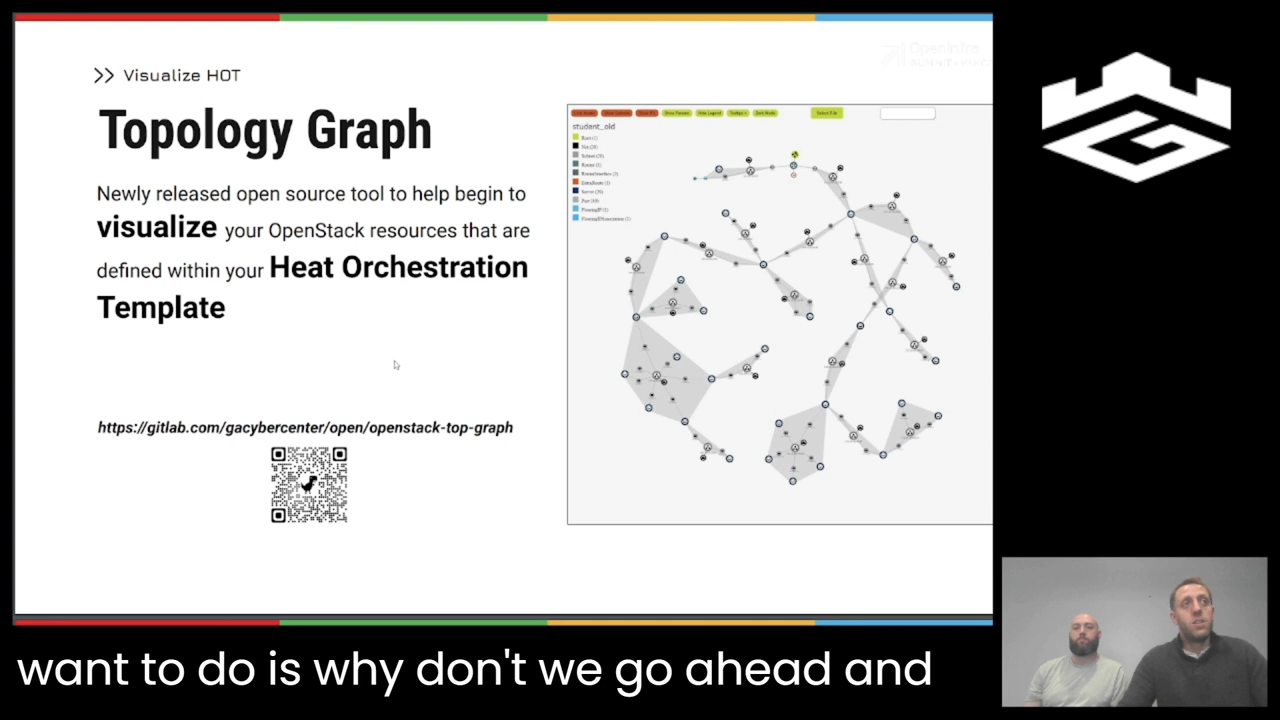 >> Visualize HOT
Topology Graph
Newly released open source tool to help begin to
visualize your OpenStack resources that are
defined within your Heat Orchestration
Template
https://gitlab.com/gacybercenter/open/openstack-top-graph
student_old
want to do is why don't we go ahead and